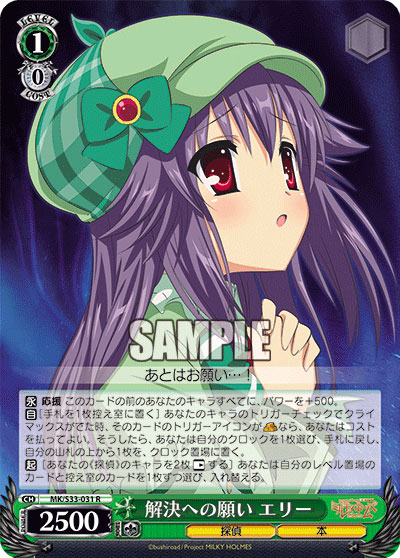 LEVEL
1
0
COST
SAMPLE
あとはお願い…!
永 応援 このカードの前のあなたのキャラすべてに、パワーを+500。
自 [手札を1枚控え室に置く] あなたのキャラのトリガーチェックでクライ
マックスがでた時、そのカードのトリガーアイコンが なら、あなたはコスト
を払ってよい。そうしたら、あなたは自分のクロックを1枚選び、手札に戻し、
自分の山札の上から1枚を、クロック置場に置く。
起 [あなたの《探偵》のキャラを2枚 する] あなたは自分のレベル置場の
カードと控え室のカードを1枚ずつ選び、入れ替える。
CH MK/S33-031 R
POWER 2500
解決への願い エリー
探偵 本
©bushiroad / Project MILKY HOLMES